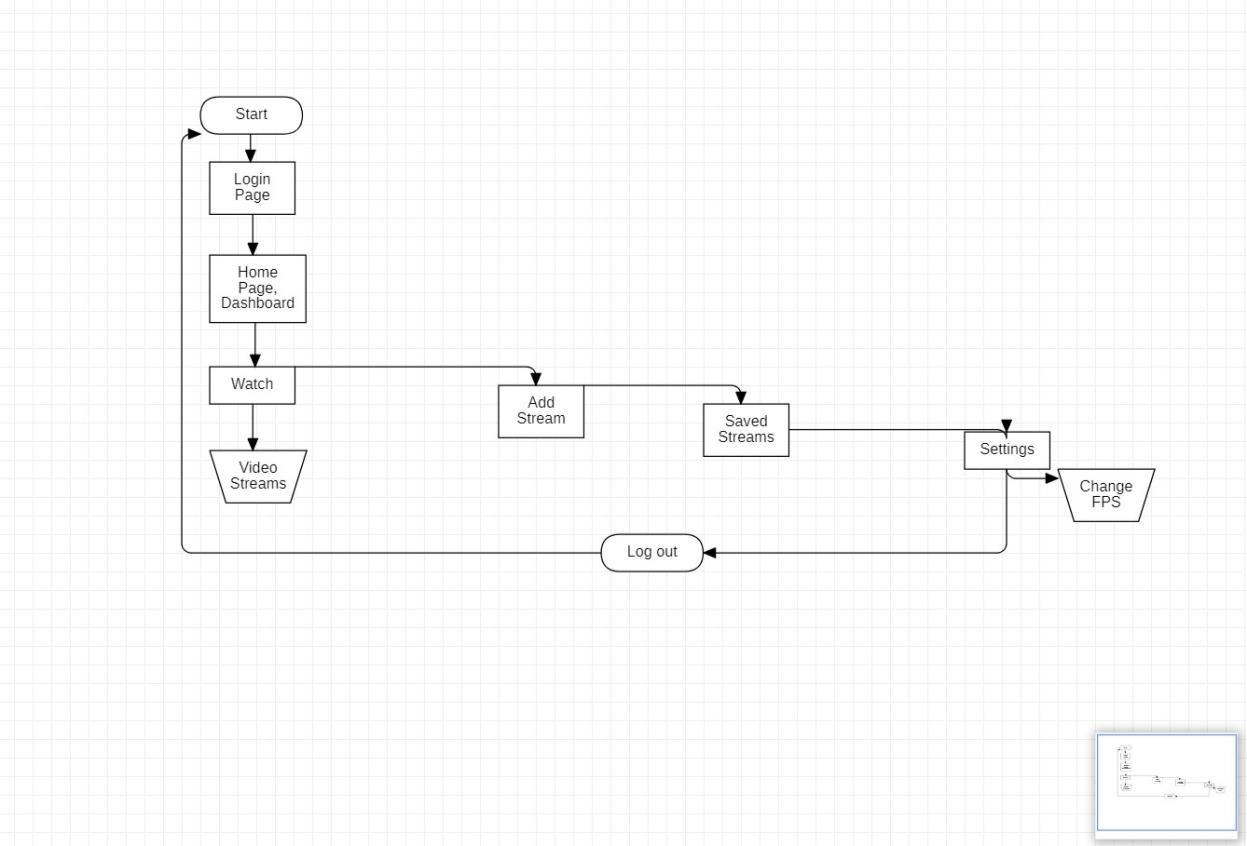 Start
Login
Page
Home
Page,
Dashboard
Watch
Add
Stream
Saved
Streams
Settings
Video
Streams
Change
FPS
Log out